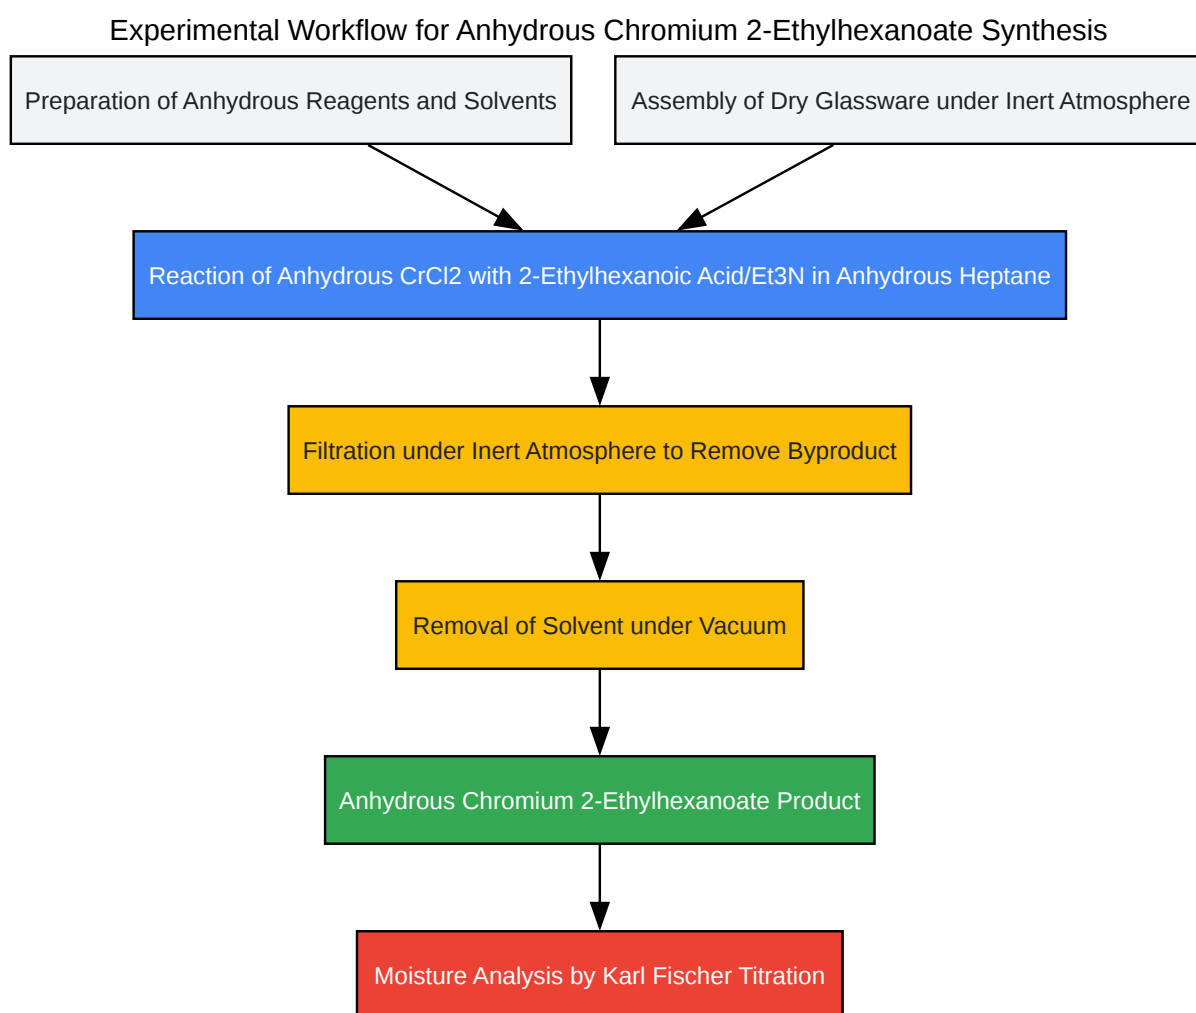 Experimental Workflow for Anhydrous Chromium 2-Ethylhexanoate Synthesis
Preparation of Anhydrous Reagents and Solvents
Assembly of Dry Glassware under Inert Atmosphere
Reaction of Anhydrous CrCl2 with 2-Ethylhexanoic Acid/Et3N in Anhydrous Heptane
Filtration under Inert Atmosphere to Remove Byproduct
Removal of Solvent under Vacuum
Anhydrous Chromium 2-Ethylhexanoate Product
Moisture Analysis by Karl Fischer Titration